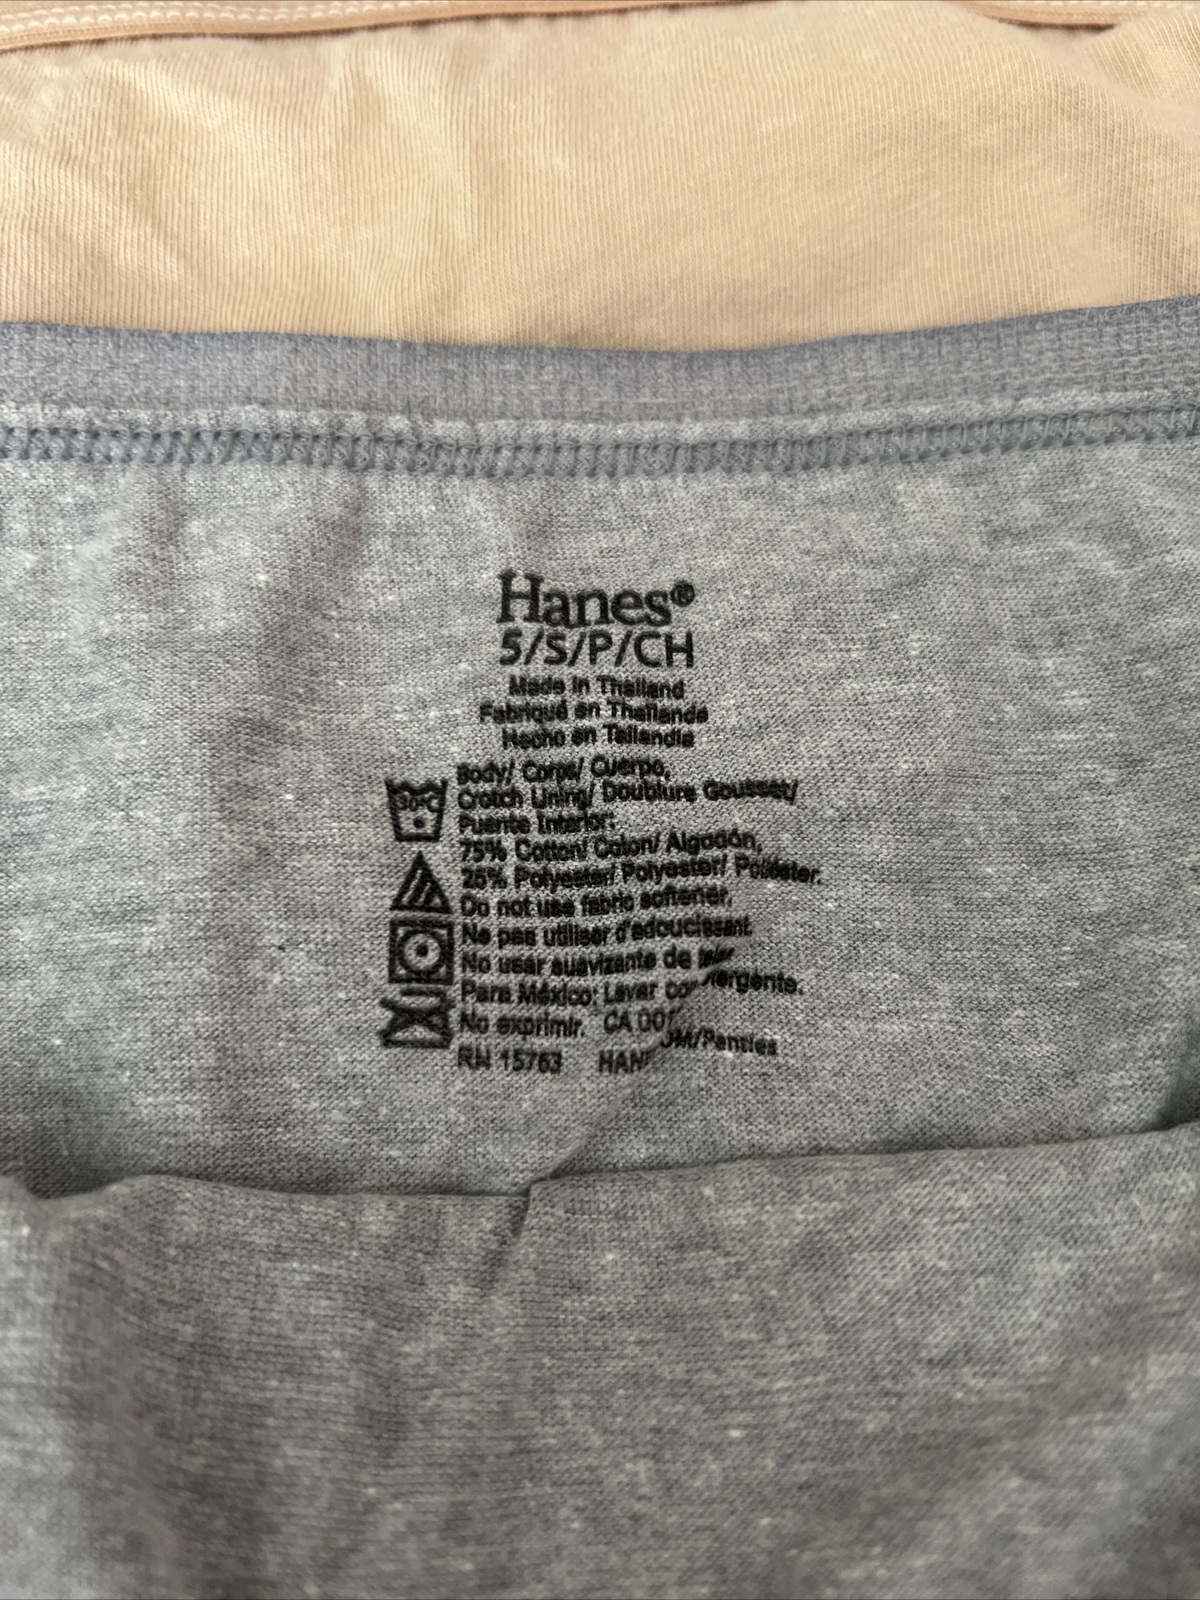 Hanes®
5/S/P/CH
Made in Thailand
Fabriqué en Thaïlande
Hecho en Tailandia
Body/ Corps/ Cuerpo,
Crotch Lining/ Doublure Gousset/
Puente Interior:
75% Cotton/ Coton/ Algodón,
25% Polyester/ Polyester/ Poliéster.
Do not use fabric softener,
Ne pas utiliser d'adoucissant
No usar suavizante de
Para México: Lavar
No exprimir. CA 00
RN 15763 /Panties
30°C